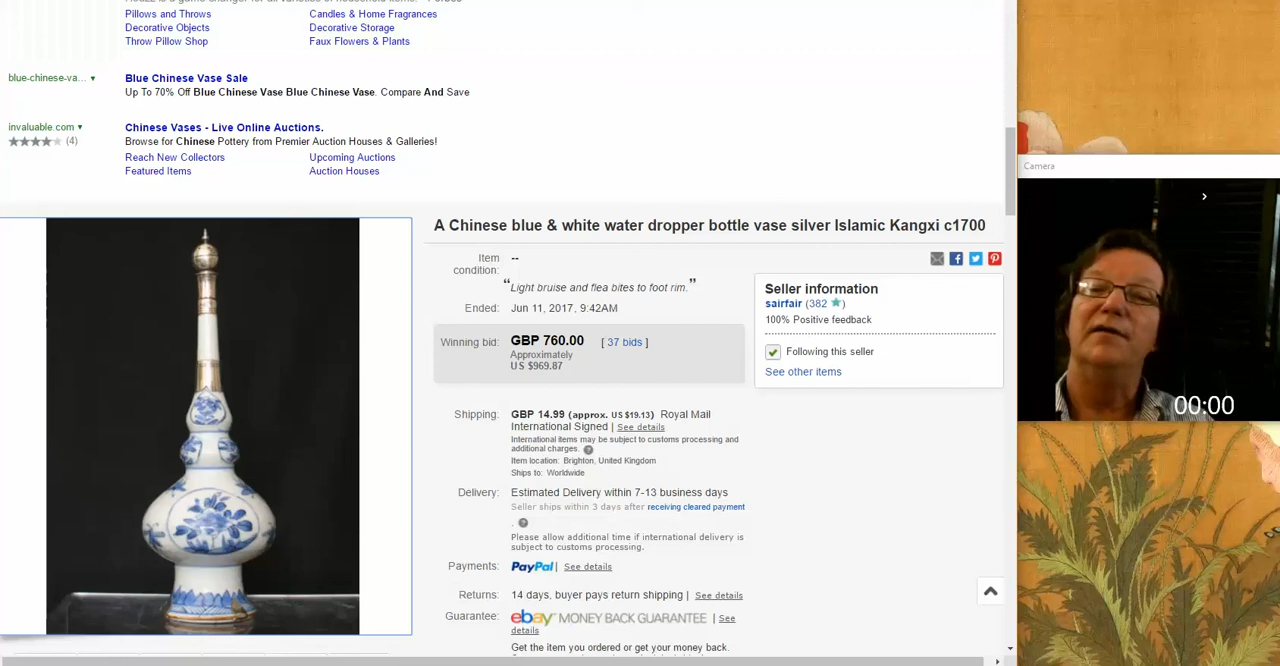 Pillows and Throws
Candles & Home Fragrances
Decorative Objects
Decorative Storage
Throw Pillow Shop
Faux Flowers & Plants
blue-chinese-va... ▾
Blue Chinese Vase Sale
Up To 70% Off Blue Chinese Vase Blue Chinese Vase. Compare And Save
invaluable.com ▾
Chinese Vases - Live Online Auctions.
(4)
Browse for Chinese Pottery from Premier Auction Houses & Galleries!
Reach New Collectors
Upcoming Auctions
Featured Items
Auction Houses
A Chinese blue & white water dropper bottle vase silver Islamic Kangxi c1700
Item condition:
--
“Light bruise and flea bites to foot rim.”
Ended:
Jun 11, 2017, 9:42AM
Winning bid:
GBP 760.00
[ 37 bids ]
Approximately
US $969.87
Seller information
sairfair (382 ★)
100% Positive feedback
Following this seller
See other items
Shipping:
GBP 14.99 (approx. US $19.13) Royal Mail
International Signed | See details
International items may be subject to customs processing and
additional charges. ?
Item location: Brighton, United Kingdom
Ships to: Worldwide
Delivery:
Estimated Delivery within 7-13 business days
Seller ships within 3 days after receiving cleared payment
. ?
Please allow additional time if international delivery is
subject to customs processing.
Payments:
PayPal | See details
Returns:
14 days, buyer pays return shipping | See details
Guarantee:
ebay MONEY BACK GUARANTEE | See
details
Get the item you ordered or get your money back.
Camera
00:00